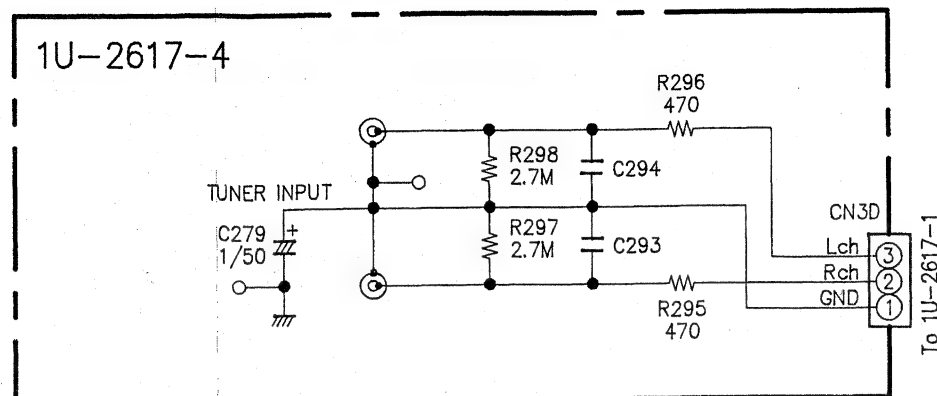 1U-2617-4
R296
470
R298
2.7M
C294
TUNER INPUT
C279
1/50
+
R297
2.7M
C293
CN3D
Lch
3
Rch
2
GND
1
R295
470
To 1U-2617-1